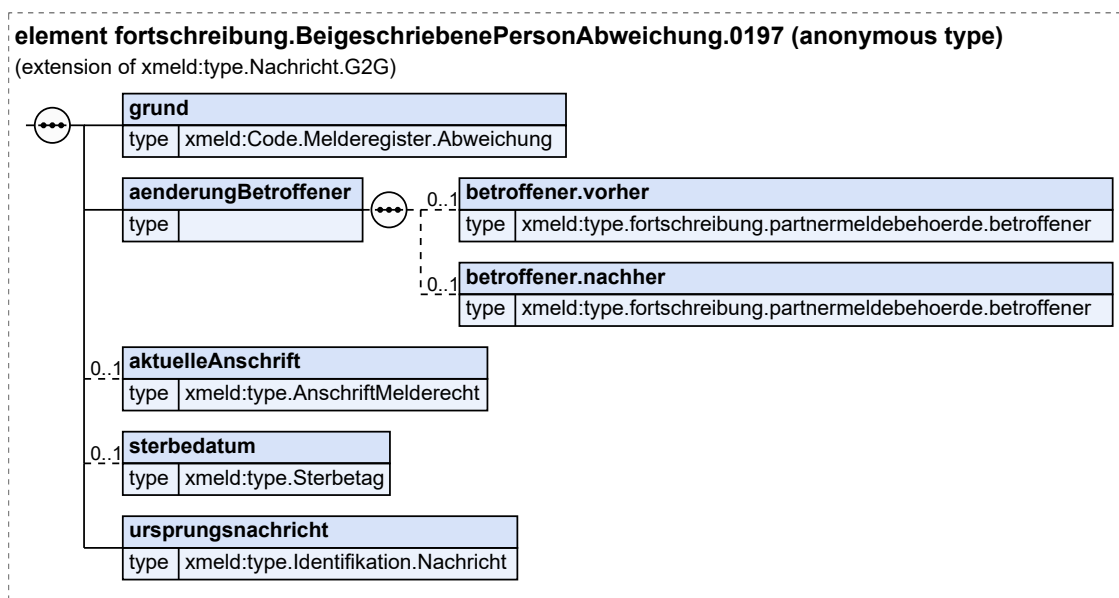 element fortschreibung.BeigeschriebenePersonAbweichung.0197 (anonymous type)
(extension of xmeld:type.Nachricht.G2G)
grund
type xmeld:Code.Melderegister.Abweichung
aenderungBetroffener
type
0..1 betroffener.vorher
type xmeld:type.fortschreibung.partnermeldebehoerde.betroffener
0..1 betroffener.nachher
type xmeld:type.fortschreibung.partnermeldebehoerde.betroffener
0..1 aktuelleAnschrift
type xmeld:type.AnschriftMelderecht
0..1 sterbedatum
type xmeld:type.Sterbetag
ursprungsnachricht
type xmeld:type.Identifikation.Nachricht